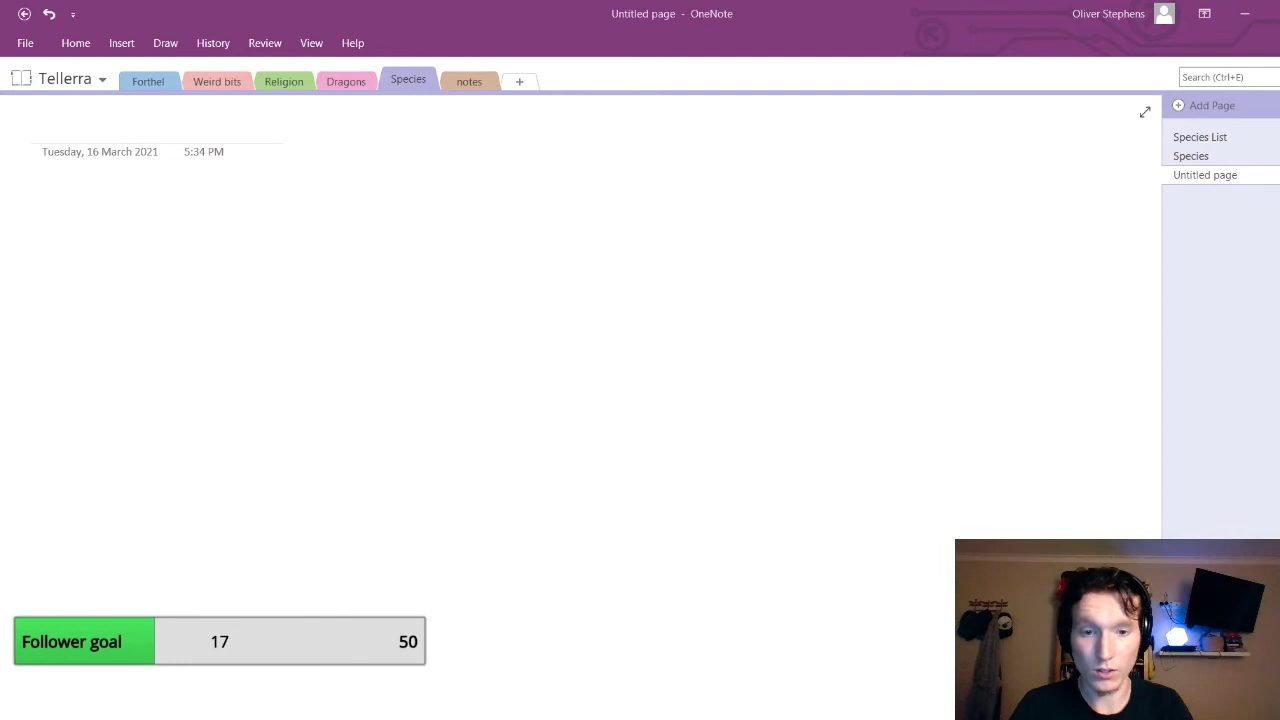 Untitled page - OneNote
Oliver Stephens
File Home Insert Draw History Review View Help
Tellerra Forthel Weird bits Religion Dragons Species notes +
Search (Ctrl+E)
Add Page
Tuesday, 16 March 2021 5:34 PM
Species List
Species
Untitled page
Follower goal 17 50